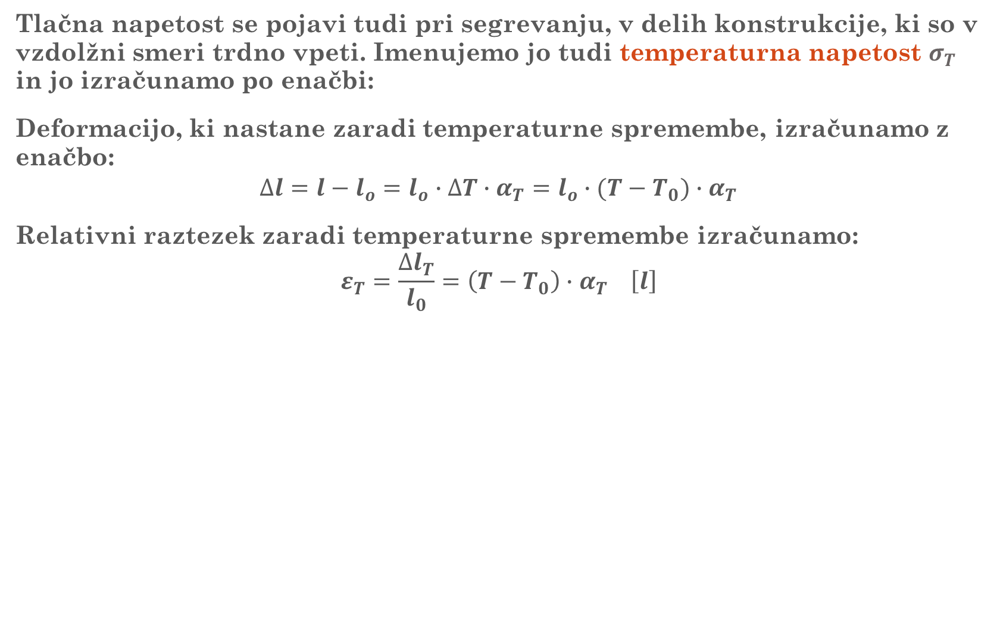 Tlačna napetost se pojavi tudi pri segrevanju, v delih konstrukcije, ki so v
vzdolžni smeri trdno vpeti. Imenujemo jo tudi temperaturna napetost σ_T
in jo izračunamo po enačbi:
Deformacijo, ki nastane zaradi temperaturne spremembe, izračunamo z
enačbo:
Δl = l − l_o = l_o · ΔT · α_T = l_o · (T − T_0) · α_T
Relativni raztezek zaradi temperaturne spremembe izračunamo:
ε_T = Δl_T / l_0 = (T − T_0) · α_T [l]